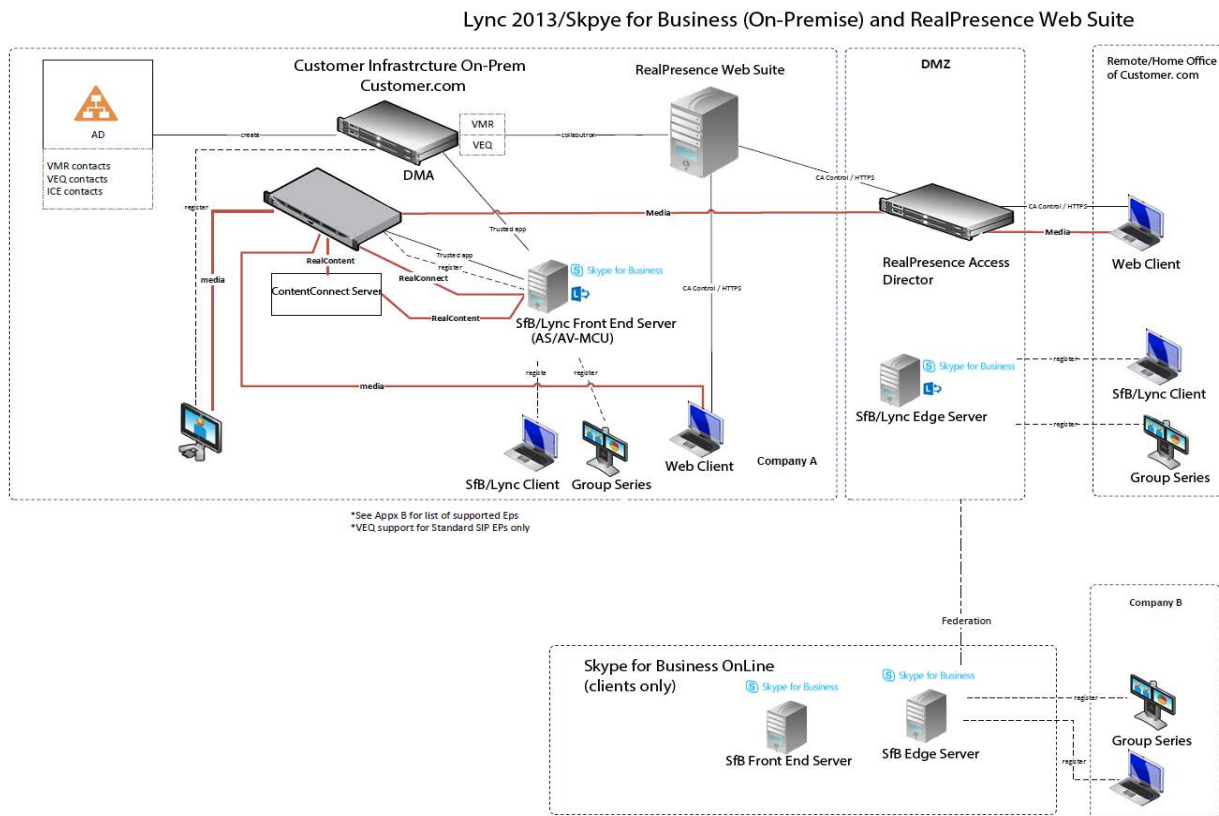 Lync 2013/Skpye for Business (On-Premise) and RealPresence Web Suite
Customer Infrastrcture On-Prem
Customer.com
RealPresence Web Suite
DMZ
Remote/Home Office
of Customer. com
AD
VMR contacts
VEQ contacts
ICE contacts
create
DMA
VMR
VEQ
collabutron
CA Control / HTTPS
register
Media
CA Control / HTTPS
Media
Web Client
RealPresence Access
Director
Trusted app
Trusted app
register
RealContent
RealConnect
media
ContentConnect Server
RealContent
Skype for Business
SfB/Lync Front End Server
(AS/AV-MCU)
CA Control / HTTPS
registe
register
media
Skype for Business
SfB/Lync Edge Server
register
SfB/Lync Client
register
Group Series
SfB/Lync Client
Group Series
Web Client
Company A
*See Appx B for list of supported Eps
*VEQ support for Standard SIP EPs only
Federation
Company B
Skype for Business OnLine
(clients only)
Skype for Business
SfB Front End Server
Skype for Business
SfB Edge Server
register
Group Series
register